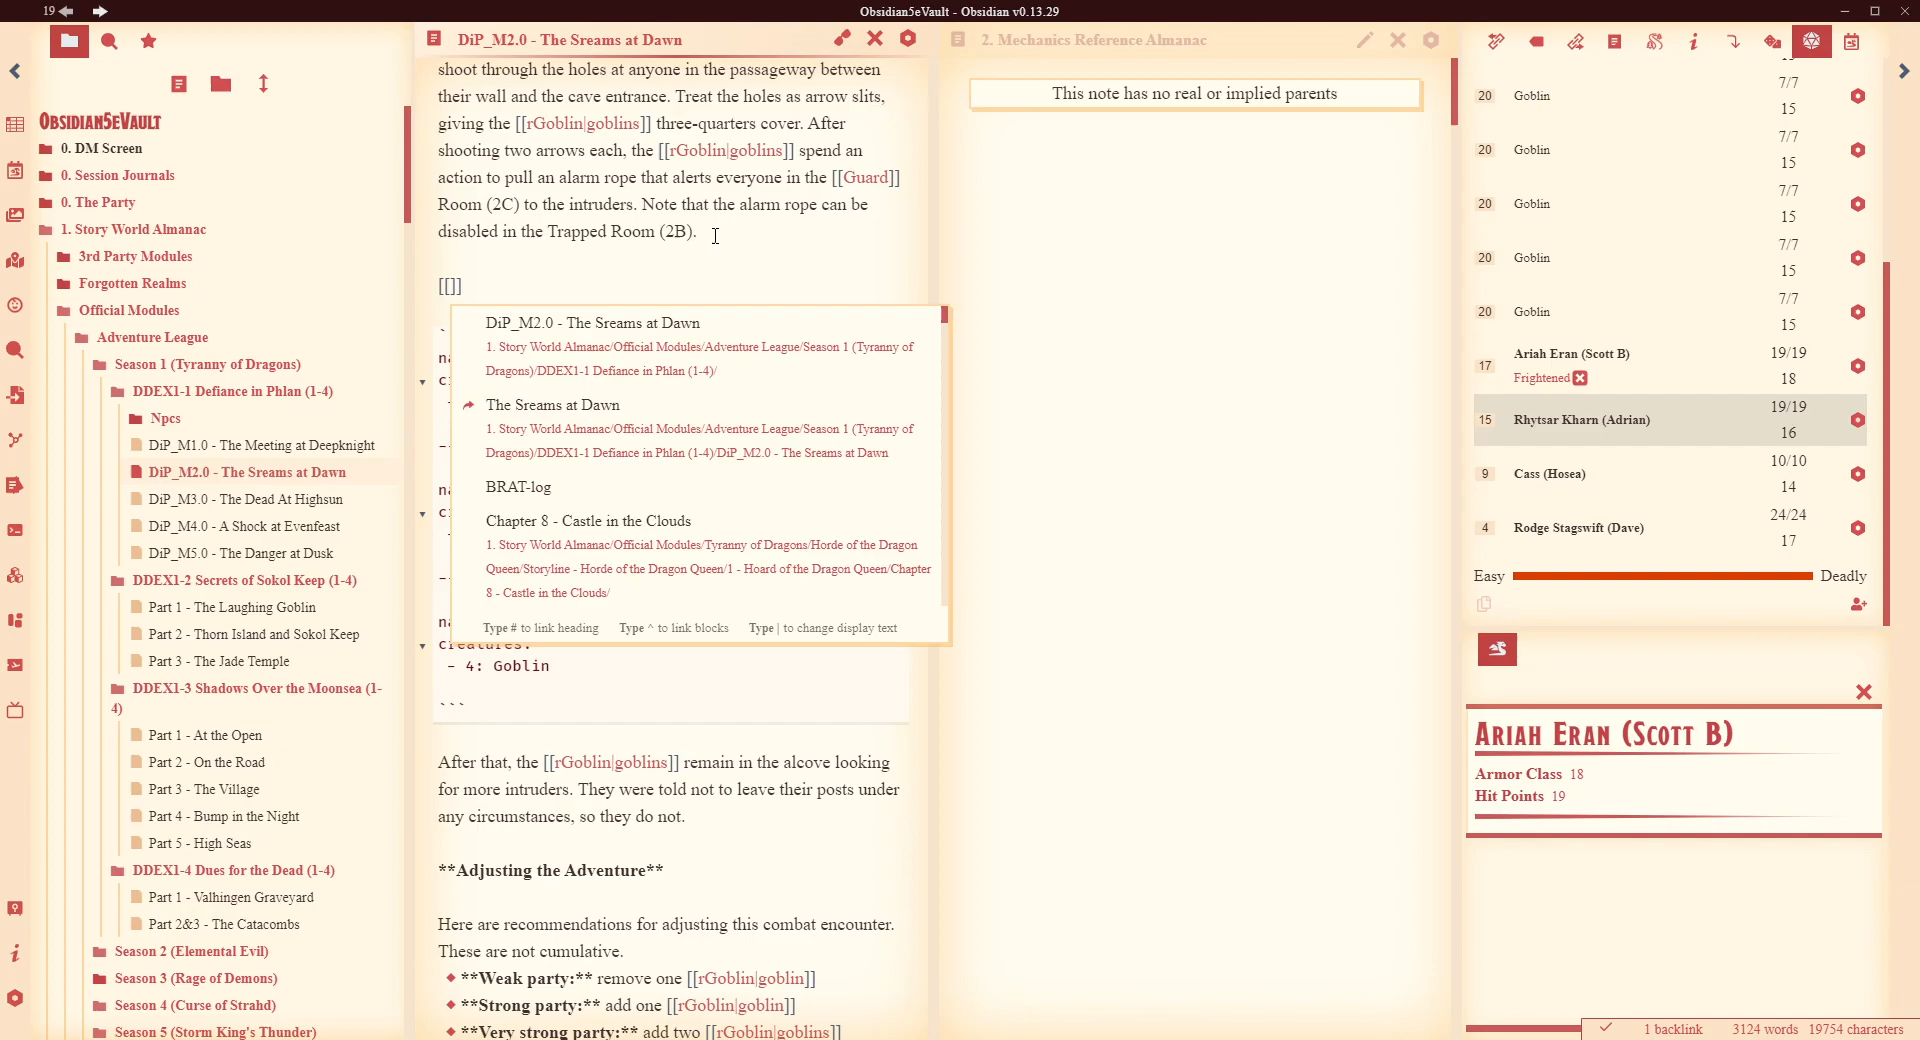 19
Obsidian5eVault - Obsidian v0.13.29
Obsidian5eVault
0. DM Screen
0. Session Journals
0. The Party
1. Story World Almanac
3rd Party Modules
Forgotten Realms
Official Modules
Adventure League
Season 1 (Tyranny of Dragons)
DDEX1-1 Defiance in Phlan (1-4)
Npcs
DiP_M1.0 - The Meeting at Deepknight
DiP_M2.0 - The Sreams at Dawn
DiP_M3.0 - The Dead At Highsun
DiP_M4.0 - A Shock at Evenfeast
DiP_M5.0 - The Danger at Dusk
DDEX1-2 Secrets of Sokol Keep (1-4)
Part 1 - The Laughing Goblin
Part 2 - Thorn Island and Sokol Keep
Part 3 - The Jade Temple
DDEX1-3 Shadows Over the Moonsea (1-
4)
Part 1 - At the Open
Part 2 - On the Road
Part 3 - The Village
Part 4 - Bump in the Night
Part 5 - High Seas
DDEX1-4 Dues for the Dead (1-4)
Part 1 - Valhingen Graveyard
Part 2&3 - The Catacombs
Season 2 (Elemental Evil)
Season 3 (Rage of Demons)
Season 4 (Curse of Strahd)
Season 5 (Storm King's Thunder)
DiP_M2.0 - The Sreams at Dawn
shoot through the holes at anyone in the passageway between
their wall and the cave entrance. Treat the holes as arrow slits,
giving the [[rGoblin|goblins]] three-quarters cover. After
shooting two arrows each, the [[rGoblin|goblins]] spend an
action to pull an alarm rope that alerts everyone in the [[Guard]]
Room (2C) to the intruders. Note that the alarm rope can be
disabled in the Trapped Room (2B).
[[]]
DiP_M2.0 - The Sreams at Dawn
1. Story World Almanac/Official Modules/Adventure League/Season 1 (Tyranny of
Dragons)/DDEX1-1 Defiance in Phlan (1-4)/
The Sreams at Dawn
1. Story World Almanac/Official Modules/Adventure League/Season 1 (Tyranny of
Dragons)/DDEX1-1 Defiance in Phlan (1-4)/DiP_M2.0 - The Sreams at Dawn
BRAT-log
Chapter 8 - Castle in the Clouds
1. Story World Almanac/Official Modules/Tyranny of Dragons/Horde of the Dragon
Queen/Storyline - Horde of the Dragon Queen/1 - Hoard of the Dragon Queen/Chapter
8 - Castle in the Clouds/
Type # to link heading Type ^ to link blocks Type | to change display text
creatures:
- 4: Goblin
```
After that, the [[rGoblin|goblins]] remain in the alcove looking
for more intruders. They were told not to leave their posts under
any circumstances, so they do not.
**Adjusting the Adventure**
Here are recommendations for adjusting this combat encounter.
These are not cumulative.
**Weak party:** remove one [[rGoblin|goblin]]
**Strong party:** add one [[rGoblin|goblin]]
**Very strong party:** add two [[rGoblin|goblins]]
2. Mechanics Reference Almanac
This note has no real or implied parents
7/7
20 Goblin
15
7/7
20 Goblin
15
7/7
20 Goblin
15
7/7
20 Goblin
15
7/7
20 Goblin
15
Ariah Eran (Scott B) 19/19
17
Frightened 18
19/19
15 Rhytsar Kharn (Adrian)
16
10/10
9 Cass (Hosea)
14
24/24
4 Rodge Stagswift (Dave)
17
Easy Deadly
Ariah Eran (Scott B)
Armor Class 18
Hit Points 19
1 backlink 3124 words 19754 characters